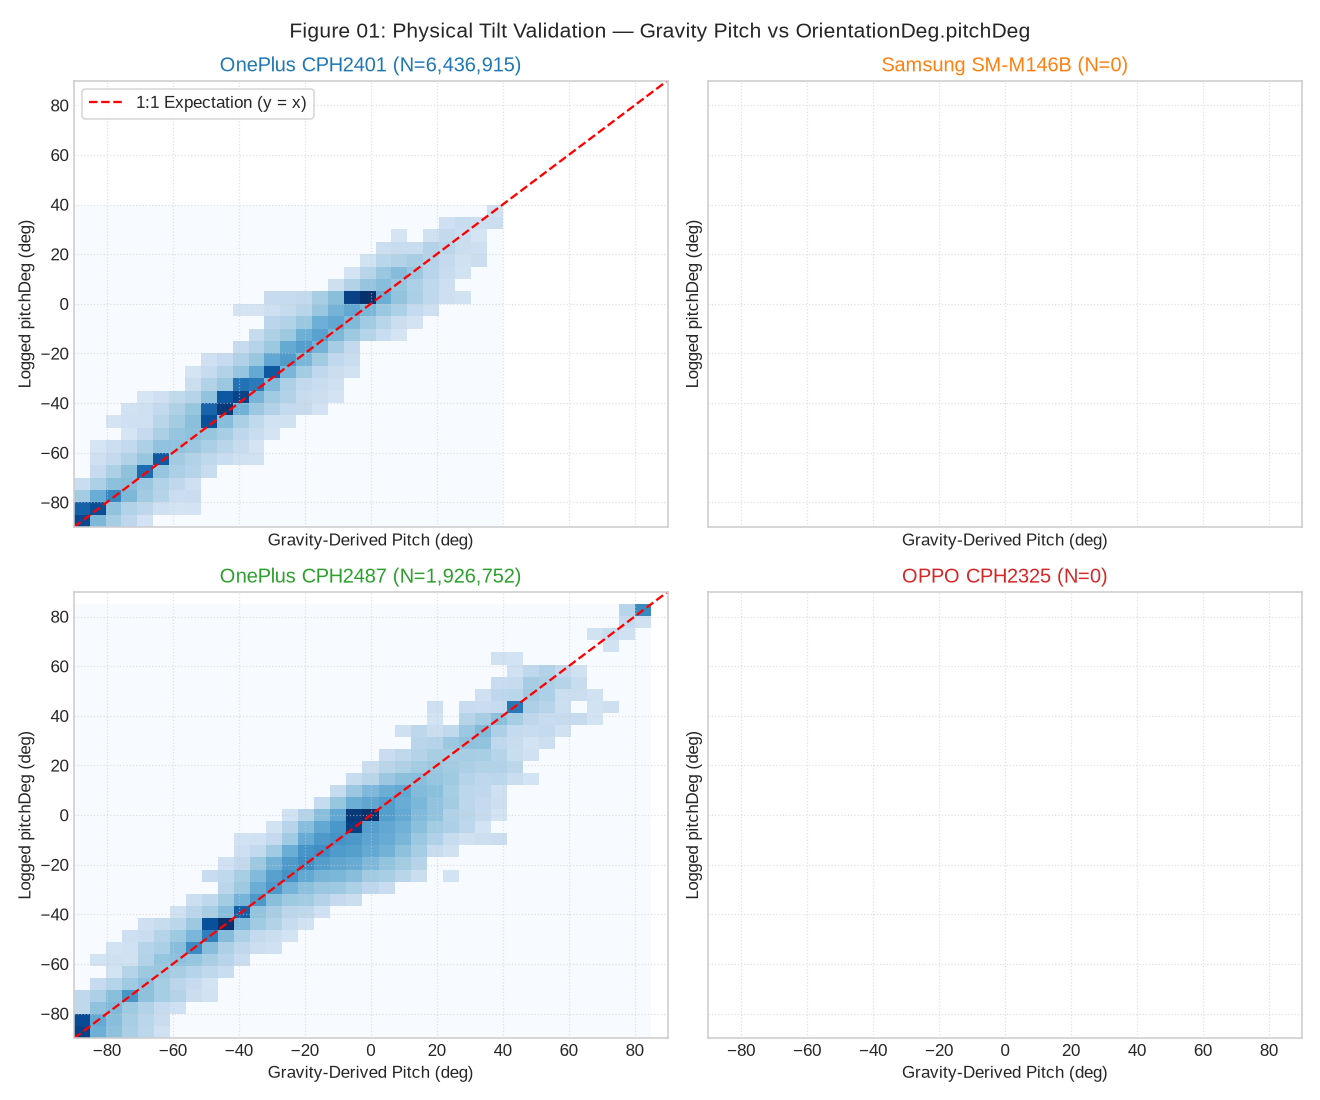 Figure 01: Physical Tilt Validation — Gravity Pitch vs OrientationDeg.pitchDeg
OnePlus CPH2401 (N=6,436,915)
1:1 Expectation (y = x)
80
60
40
20
0
−20
−40
−60
−80
Logged pitchDeg (deg)
Gravity-Derived Pitch (deg)
Samsung SM-M146B (N=0)
Logged pitchDeg (deg)
Gravity-Derived Pitch (deg)
OnePlus CPH2487 (N=1,926,752)
80
60
40
20
0
−20
−40
−60
−80
Logged pitchDeg (deg)
−80 −60 −40 −20 0 20 40 60 80
Gravity-Derived Pitch (deg)
OPPO CPH2325 (N=0)
Logged pitchDeg (deg)
−80 −60 −40 −20 0 20 40 60 80
Gravity-Derived Pitch (deg)